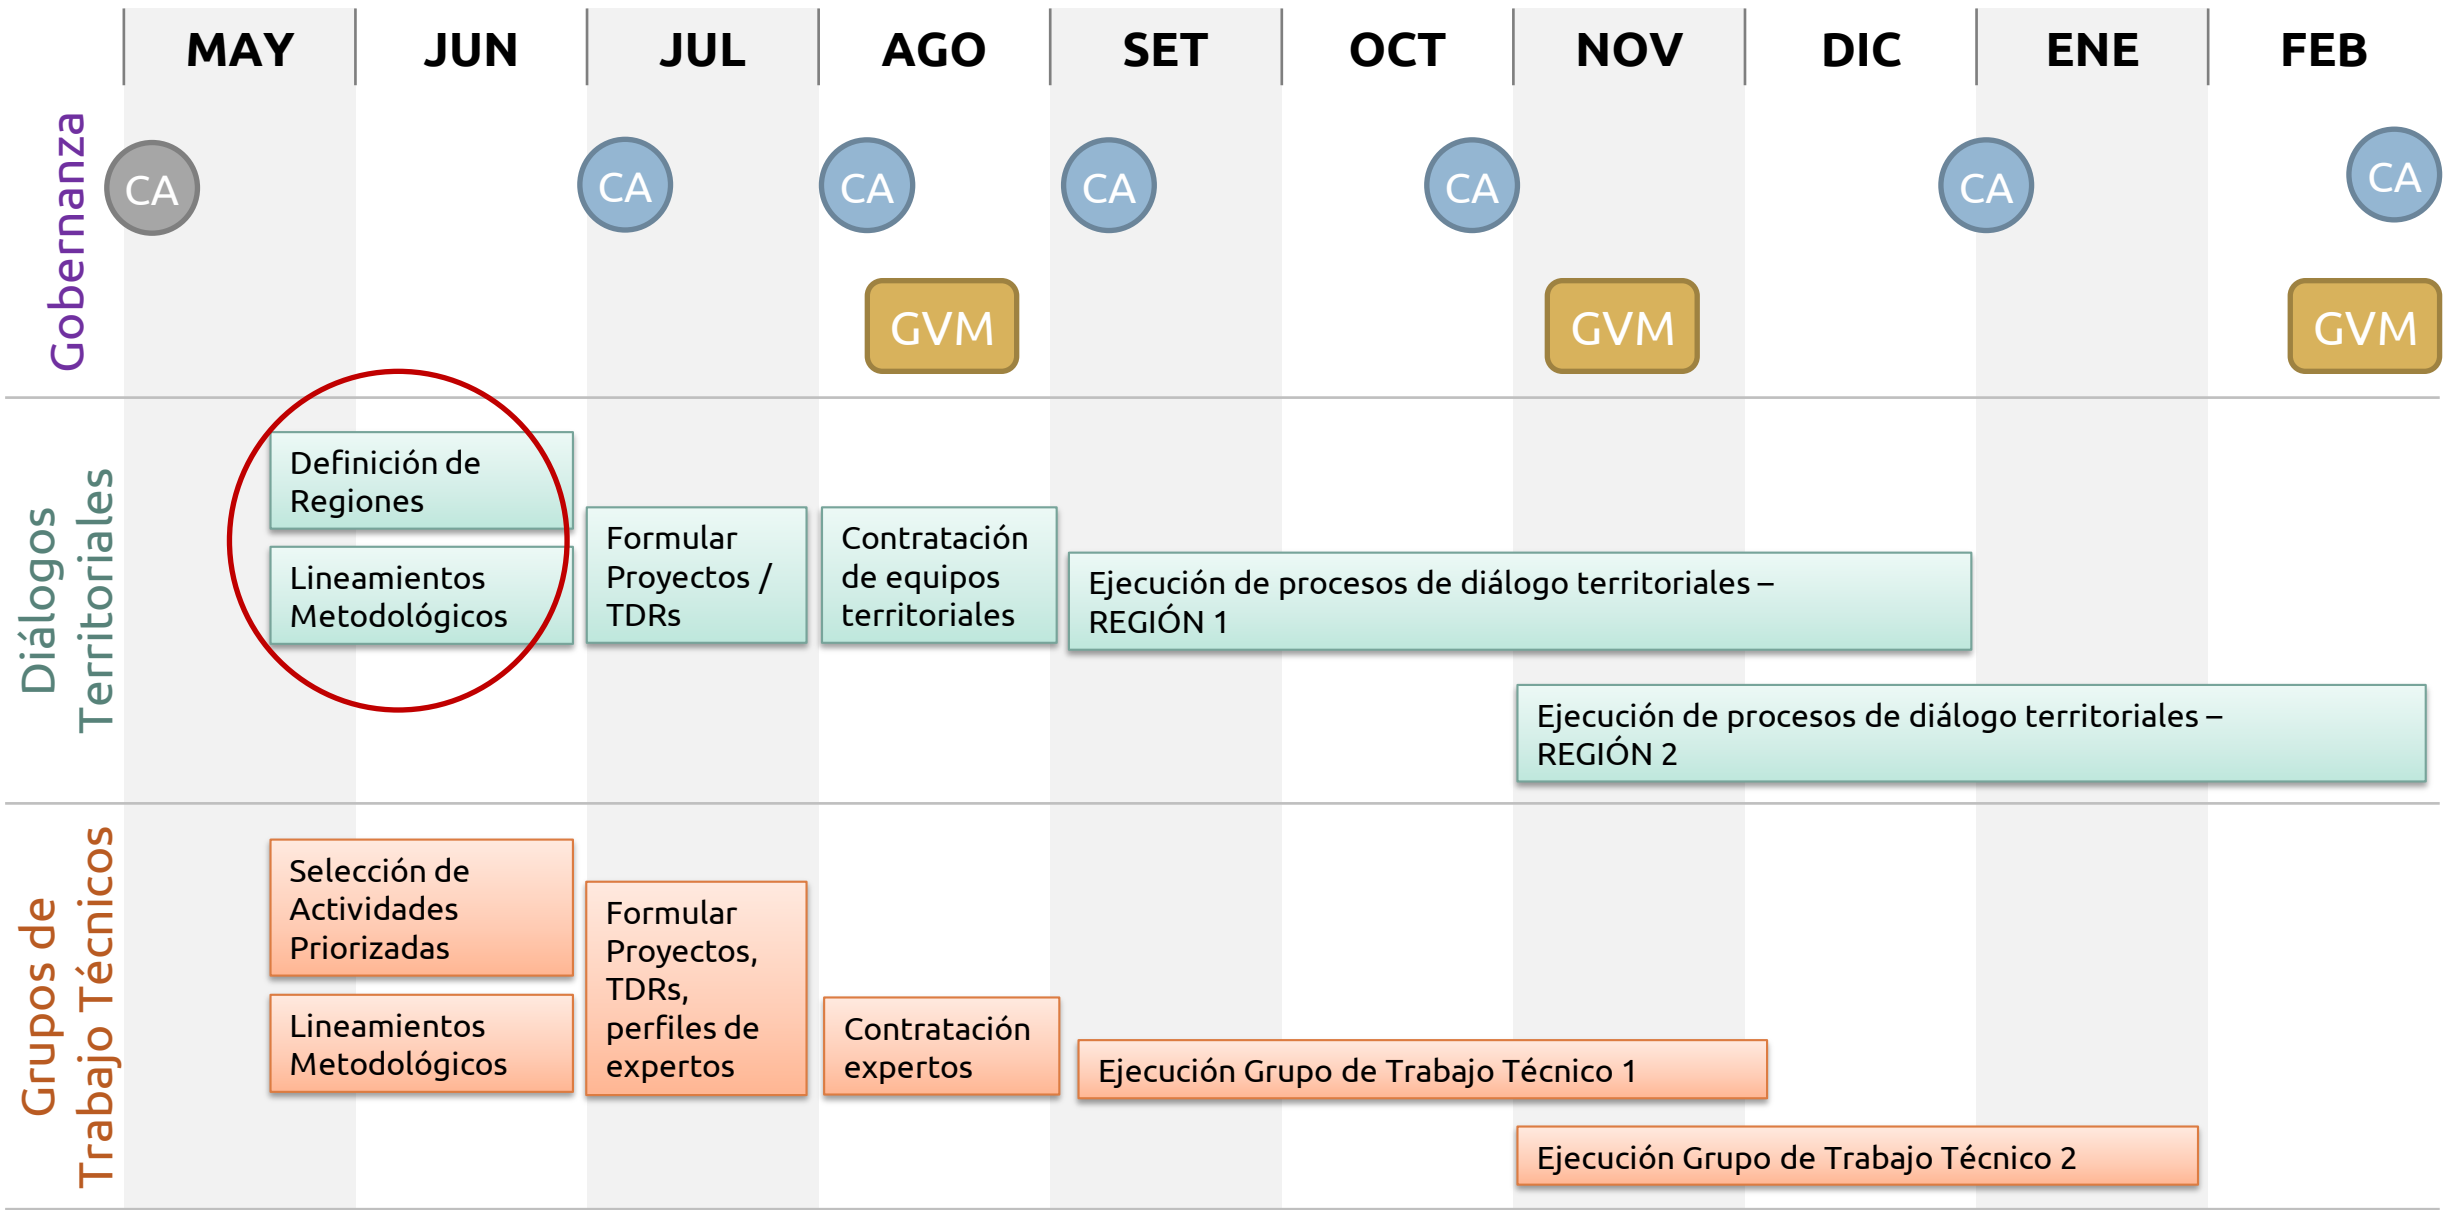 MAY JUN JUL AGO SET OCT NOV DIC ENE FEB
Gobernanza
CA CA CA CA CA CA CA
GVM GVM GVM
Diálogos
Territoriales
Definición de
Regiones
Lineamientos
Metodológicos
Formular
Proyectos /
TDRs
Contratación
de equipos
territoriales
Ejecución de procesos de diálogo territoriales –
REGIÓN 1
Ejecución de procesos de diálogo territoriales –
REGIÓN 2
Grupos de
Trabajo Técnicos
Selección de
Actividades
Priorizadas
Lineamientos
Metodológicos
Formular
Proyectos,
TDRs,
perfiles de
expertos
Contratación
expertos
Ejecución Grupo de Trabajo Técnico 1
Ejecución Grupo de Trabajo Técnico 2